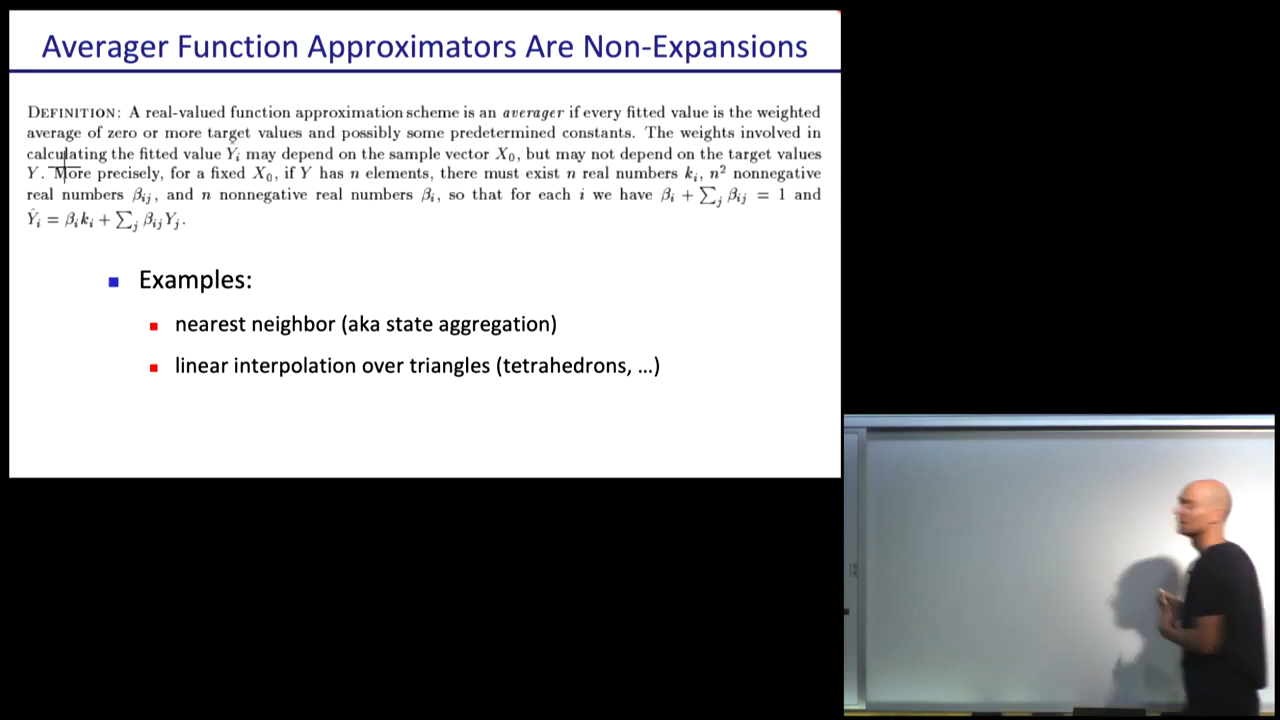 Averager Function Approximators Are Non-Expansions
DEFINITION: A real-valued function approximation scheme is an averager if every fitted value is the weighted
average of zero or more target values and possibly some predetermined constants. The weights involved in
calculating the fitted value Ŷᵢ may depend on the sample vector X₀, but may not depend on the target values
Y. More precisely, for a fixed X₀, if Y has n elements, there must exist n real numbers kᵢ, n² nonnegative
real numbers βᵢⱼ, and n nonnegative real numbers βᵢ, so that for each i we have βᵢ + ∑ⱼ βᵢⱼ = 1 and
Ŷᵢ = βᵢkᵢ + ∑ⱼ βᵢⱼYⱼ.
Examples:
nearest neighbor (aka state aggregation)
linear interpolation over triangles (tetrahedrons, …)